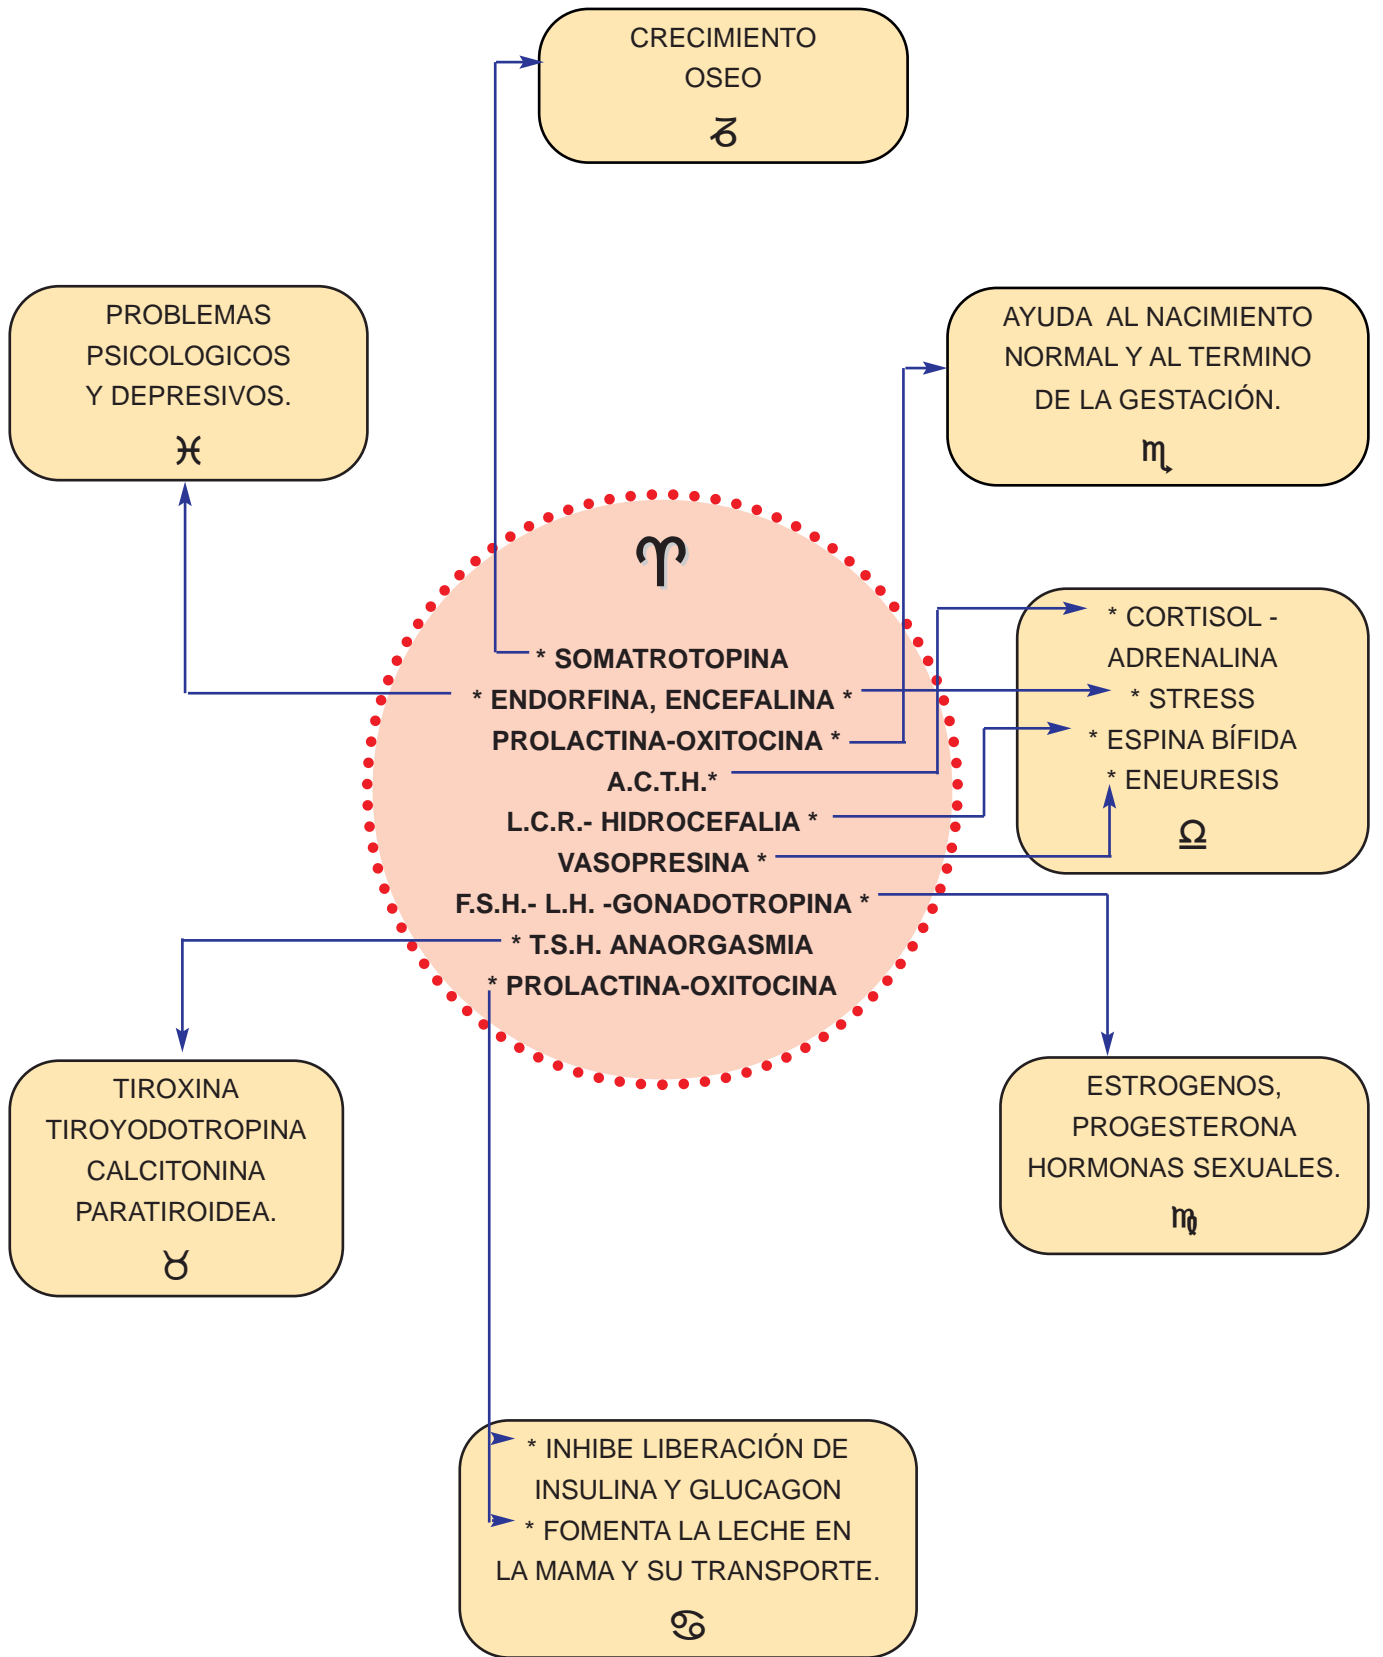 CRECIMIENTO
OSEO
♑
PROBLEMAS
PSICOLOGICOS
Y DEPRESIVOS.
♓
AYUDA AL NACIMIENTO
NORMAL Y AL TERMINO
DE LA GESTACIÓN.
♏
♈
* SOMATROTOPINA
* ENDORFINA, ENCEFALINA *
PROLACTINA-OXITOCINA *
A.C.T.H.*
L.C.R.- HIDROCEFALIA *
VASOPRESINA *
F.S.H.- L.H. -GONADOTROPINA *
* T.S.H. ANAORGASMIA
* PROLACTINA-OXITOCINA
* CORTISOL -
ADRENALINA
* STRESS
* ESPINA BÍFIDA
* ENEURESIS
♎
TIROXINA
TIROYODOTROPINA
CALCITONINA
PARATIROIDEA.
♉
ESTROGENOS,
PROGESTERONA
HORMONAS SEXUALES.
♍
* INHIBE LIBERACIÓN DE
INSULINA Y GLUCAGON
* FOMENTA LA LECHE EN
LA MAMA Y SU TRANSPORTE.
♋